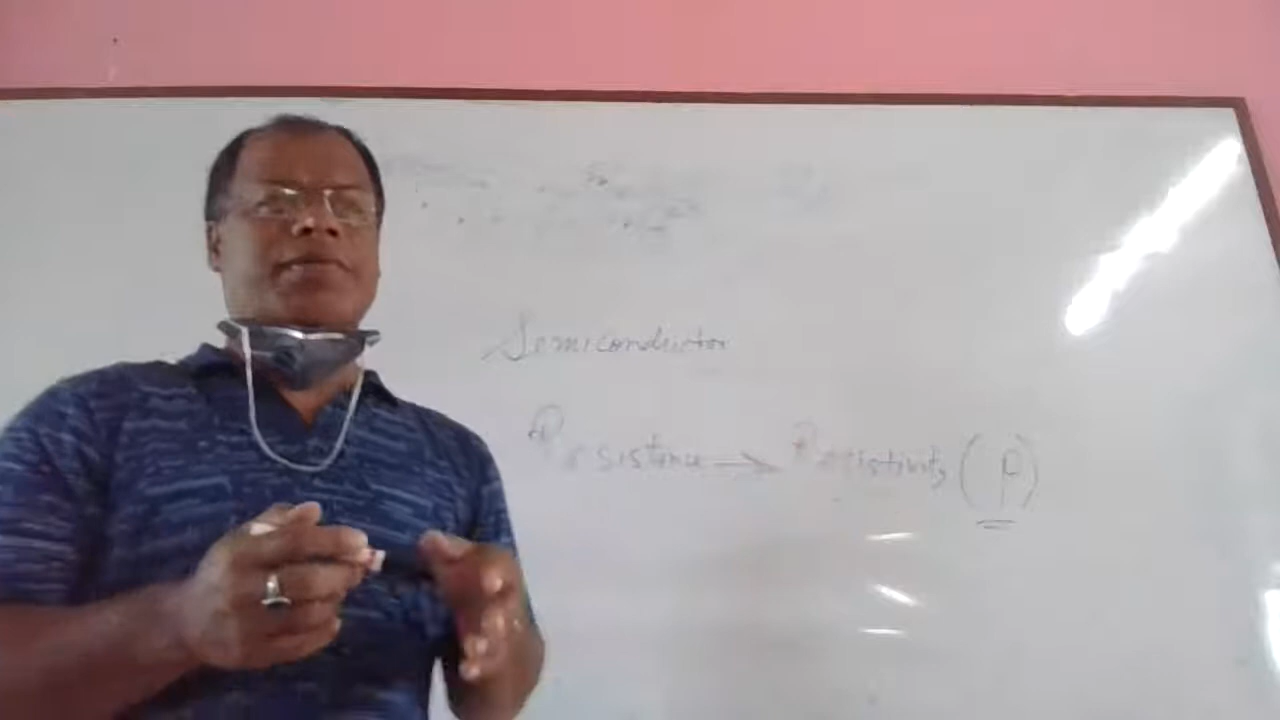 Semiconductor
Resistance → Resistivity (ρ)